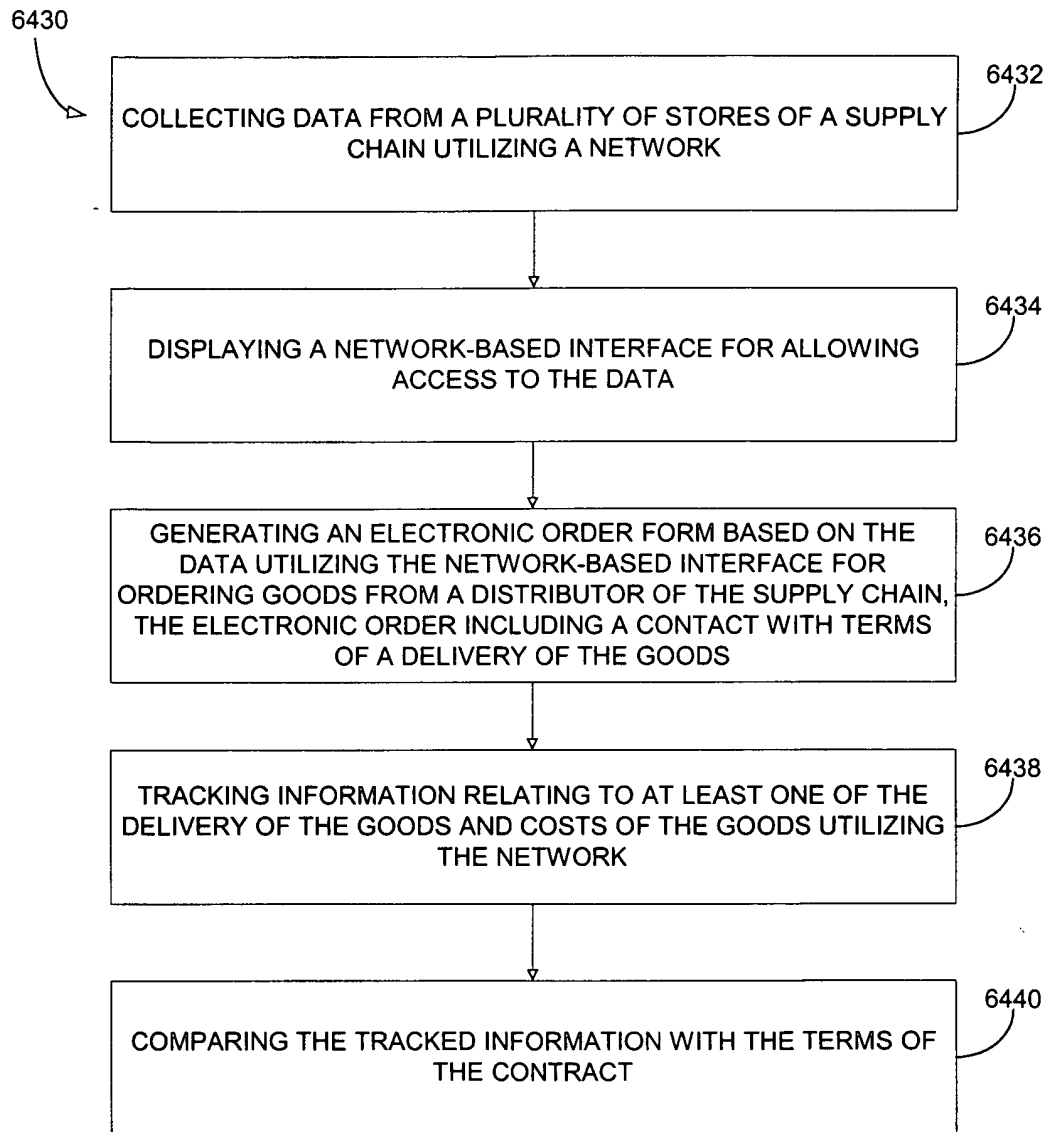 6430
6432
COLLECTING DATA FROM A PLURALITY OF STORES OF A SUPPLY
CHAIN UTILIZING A NETWORK
6434
DISPLAYING A NETWORK-BASED INTERFACE FOR ALLOWING
ACCESS TO THE DATA
6436
GENERATING AN ELECTRONIC ORDER FORM BASED ON THE
DATA UTILIZING THE NETWORK-BASED INTERFACE FOR
ORDERING GOODS FROM A DISTRIBUTOR OF THE SUPPLY CHAIN,
THE ELECTRONIC ORDER INCLUDING A CONTACT WITH TERMS
OF A DELIVERY OF THE GOODS
6438
TRACKING INFORMATION RELATING TO AT LEAST ONE OF THE
DELIVERY OF THE GOODS AND COSTS OF THE GOODS UTILIZING
THE NETWORK
6440
COMPARING THE TRACKED INFORMATION WITH THE TERMS OF
THE CONTRACT